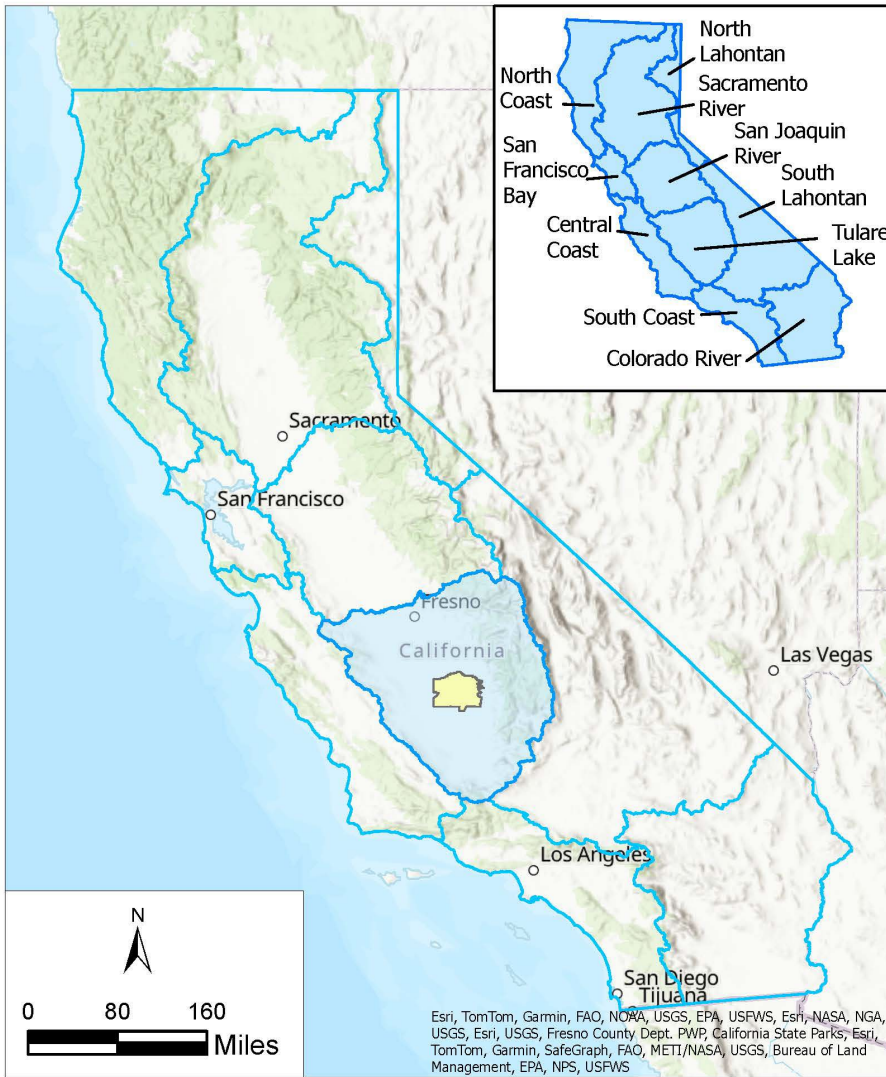 North
Lahontan
North
Coast
Sacramento
River
San Joaquin
River
San
Francisco
Bay
South
Lahontan
Central
Coast
Tulare
Lake
South Coast
Colorado River
Sacramento
San Francisco
Fresno
California
Las Vegas
Los Angeles
San Diego
Tijuana
N
0 80 160
Miles
Esri, TomTom, Garmin, FAO, NOAA, USGS, EPA, USFWS, Esri, NASA, NGA,
USGS, Esri, USGS, Fresno County Dept. PWP, California State Parks, Esri,
TomTom, Garmin, SafeGraph, FAO, METI/NASA, USGS, Bureau of Land
Management, EPA, NPS, USFWS